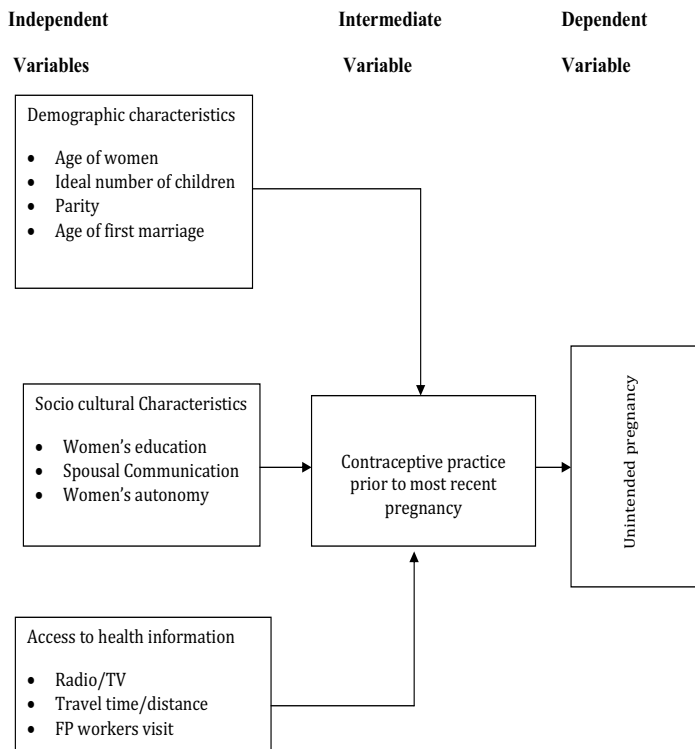 Independent
Variables
Intermediate
Variable
Dependent
Variable
Demographic characteristics
• Age of women
• Ideal number of children
• Parity
• Age of first marriage
Socio cultural Characteristics
• Women’s education
• Spousal Communication
• Women’s autonomy
Access to health information
• Radio/TV
• Travel time/distance
• FP workers visit
Contraceptive practice
prior to most recent
pregnancy
Unintended pregnancy